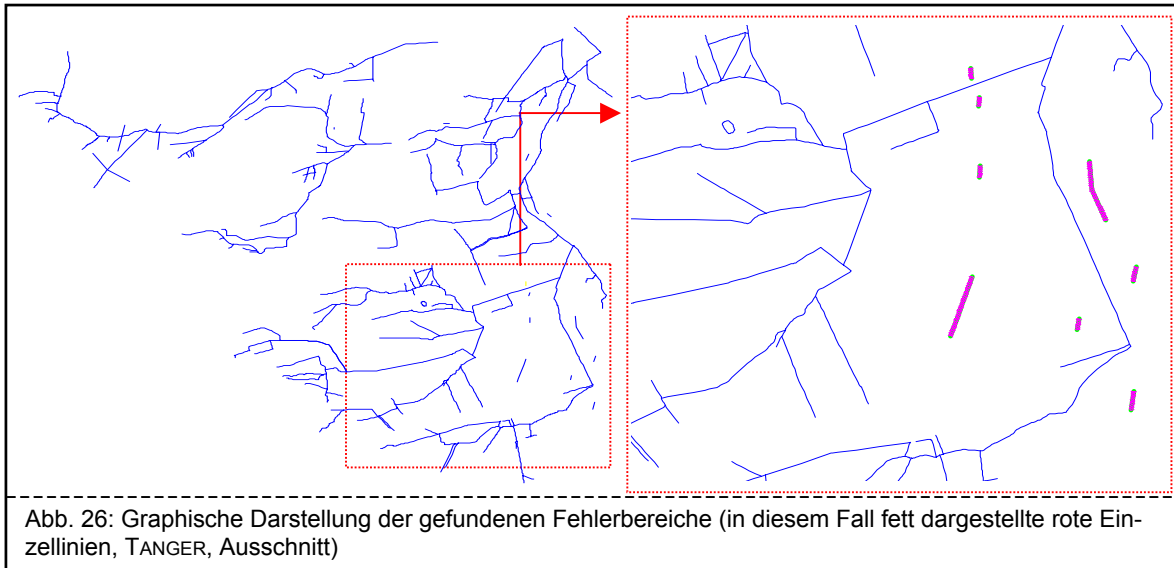 Abb. 26: Graphische Darstellung der gefundenen Fehlerbereiche (in diesem Fall fett dargestellte rote Ein-
zellinien, TANGER, Ausschnitt)